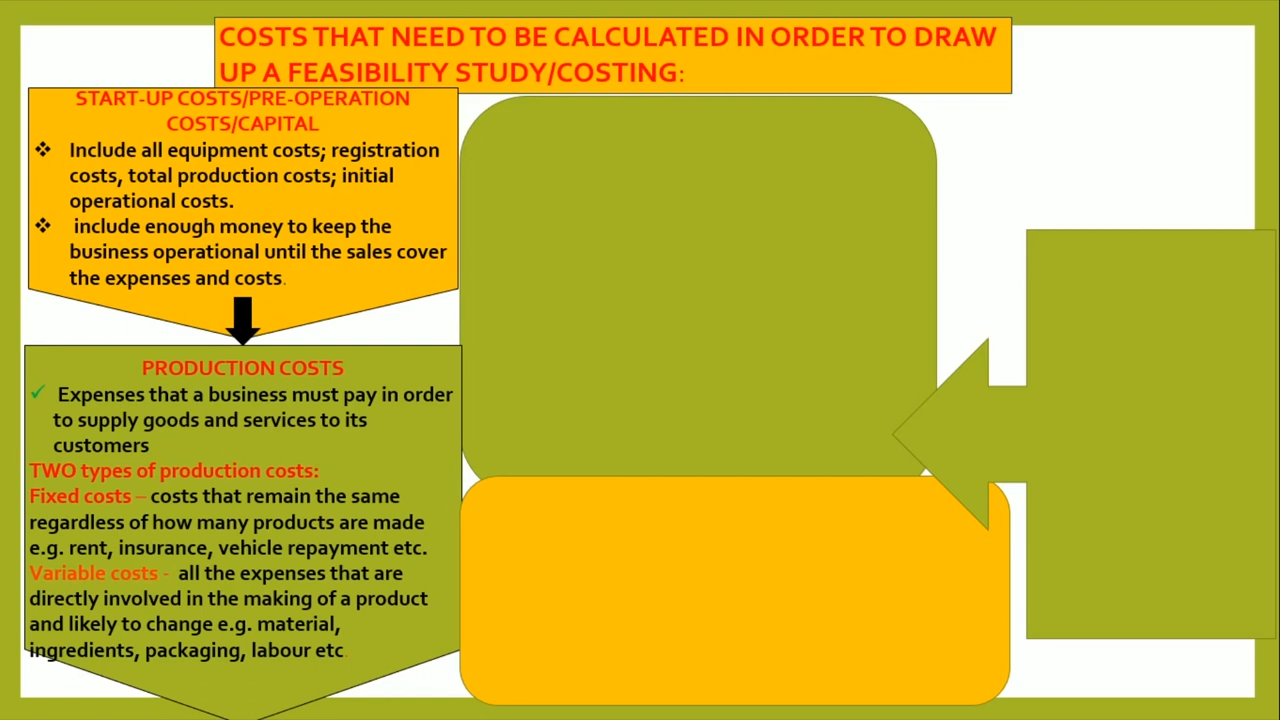 COSTS THAT NEED TO BE CALCULATED IN ORDER TO DRAW
UP A FEASIBILITY STUDY/COSTING:
START-UP COSTS/PRE-OPERATION
COSTS/CAPITAL
❖ Include all equipment costs; registration
costs, total production costs; initial
operational costs.
❖ include enough money to keep the
business operational until the sales cover
the expenses and costs.
PRODUCTION COSTS
✓ Expenses that a business must pay in order
to supply goods and services to its
customers
TWO types of production costs:
Fixed costs – costs that remain the same
regardless of how many products are made
e.g. rent, insurance, vehicle repayment etc.
Variable costs - all the expenses that are
directly involved in the making of a product
and likely to change e.g. material,
ingredients, packaging, labour etc.